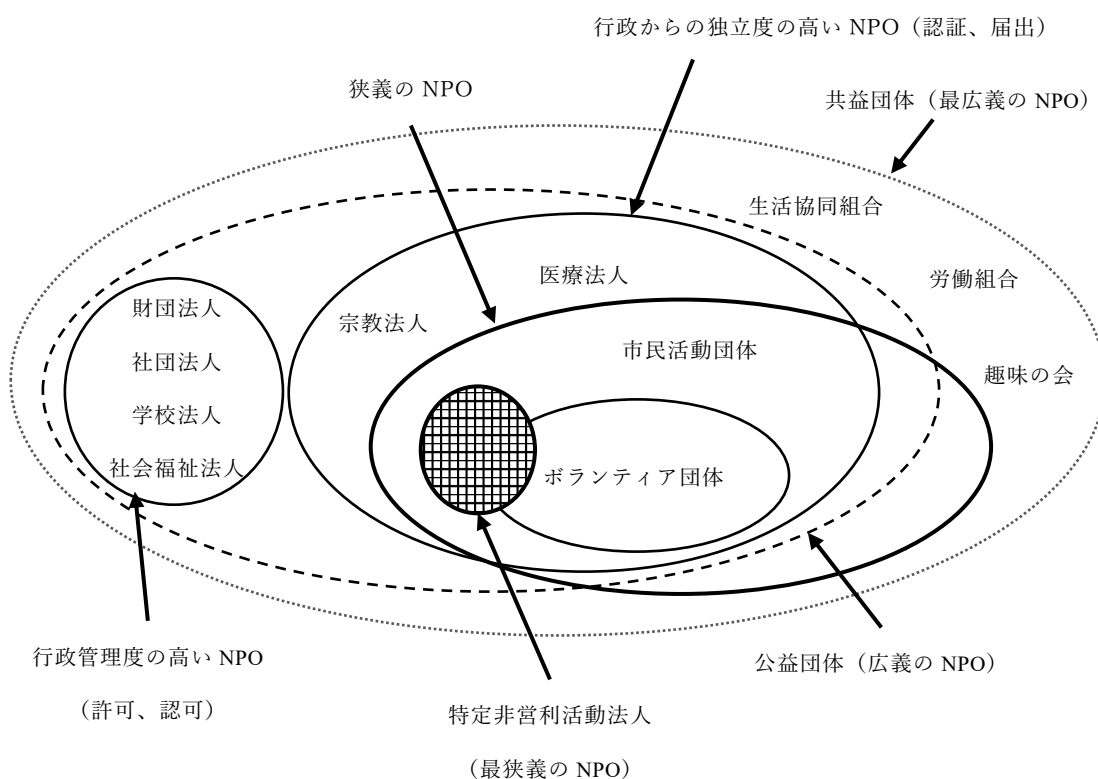 行政からの独立度の高い NPO（認証、届出）
狭義の NPO
共益団体（最広義の NPO）
生活協同組合
医療法人
労働組合
財団法人
宗教法人
市民活動団体
社団法人
趣味の会
学校法人
社会福祉法人
ボランティア団体
行政管理度の高い NPO
（許可、認可）
公益団体（広義の NPO）
特定非営利活動法人
（最狭義の NPO）